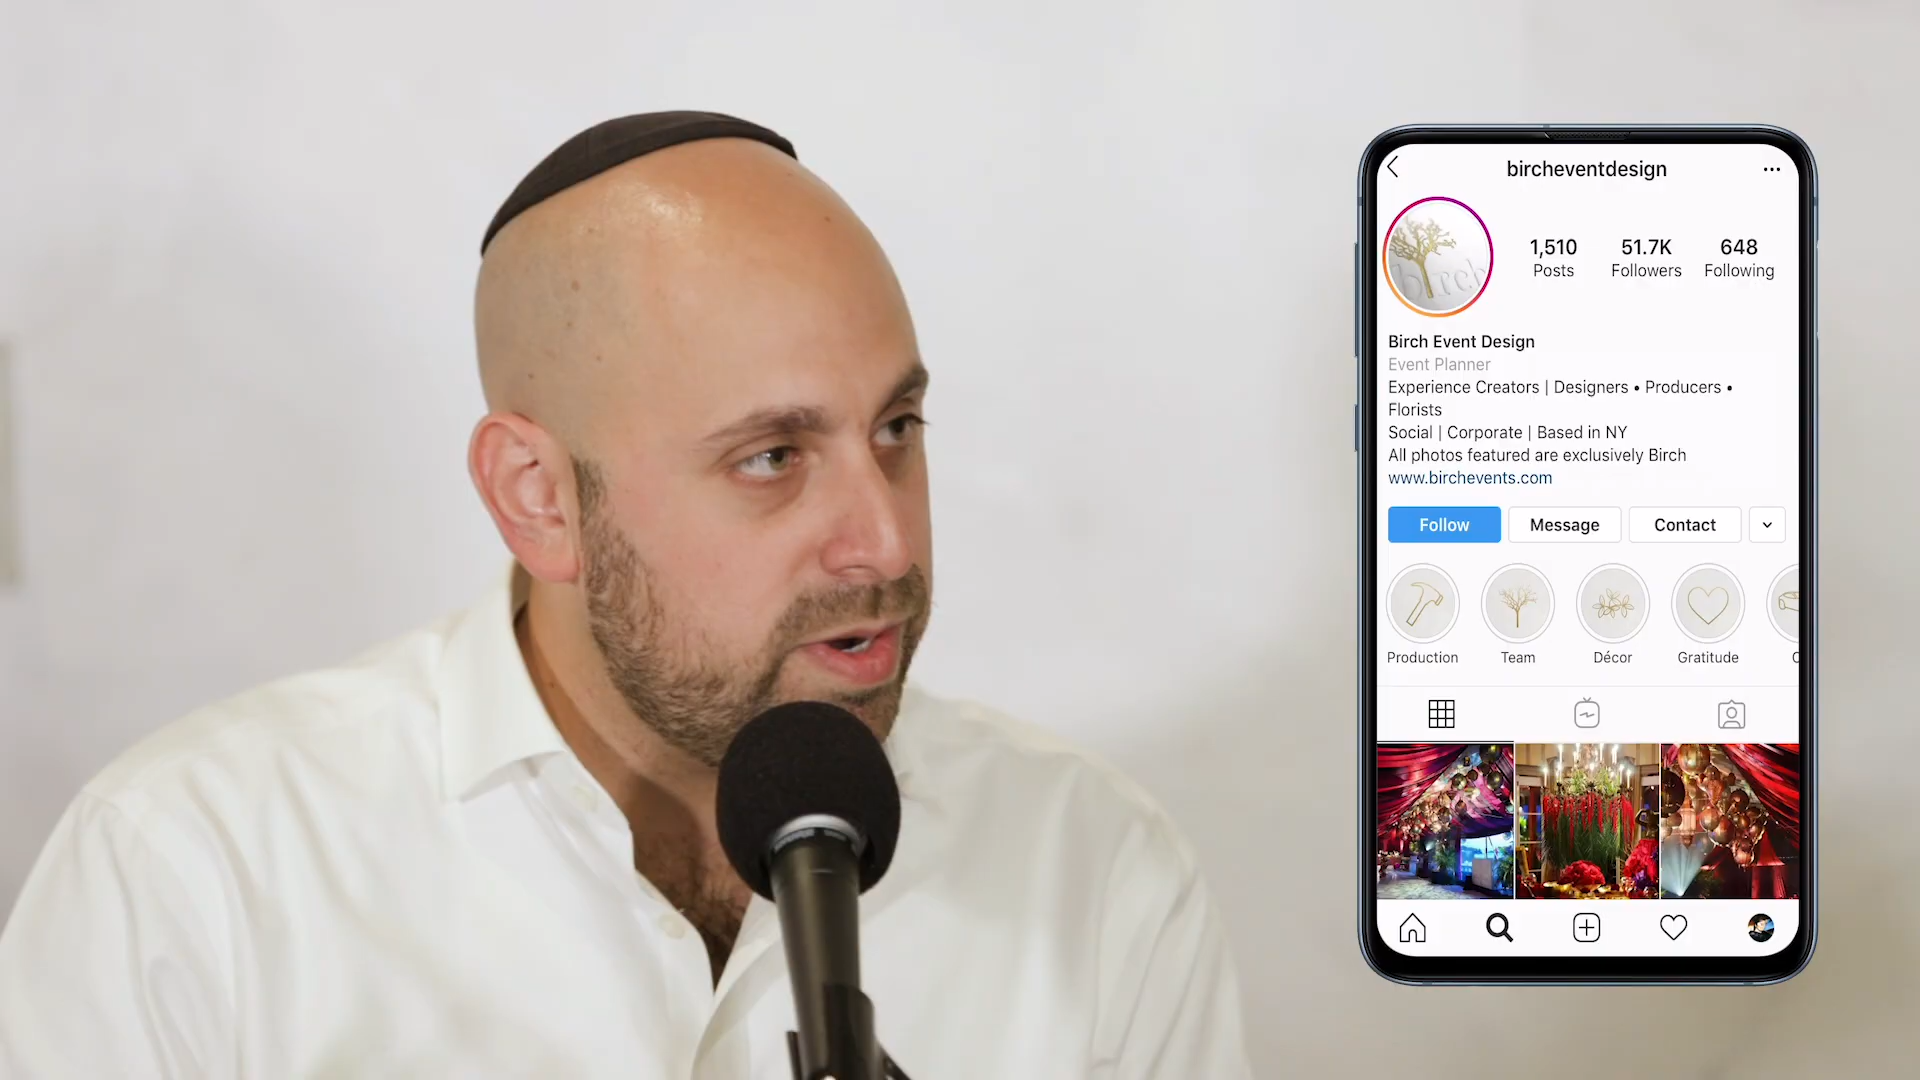 bircheventdesign
birch
1,510
Posts
51.7K
Followers
648
Following
Birch Event Design
Event Planner
Experience Creators | Designers • Producers •
Florists
Social | Corporate | Based in NY
All photos featured are exclusively Birch
www.birchevents.com
Follow
Message
Contact
Production
Team
Décor
Gratitude
C